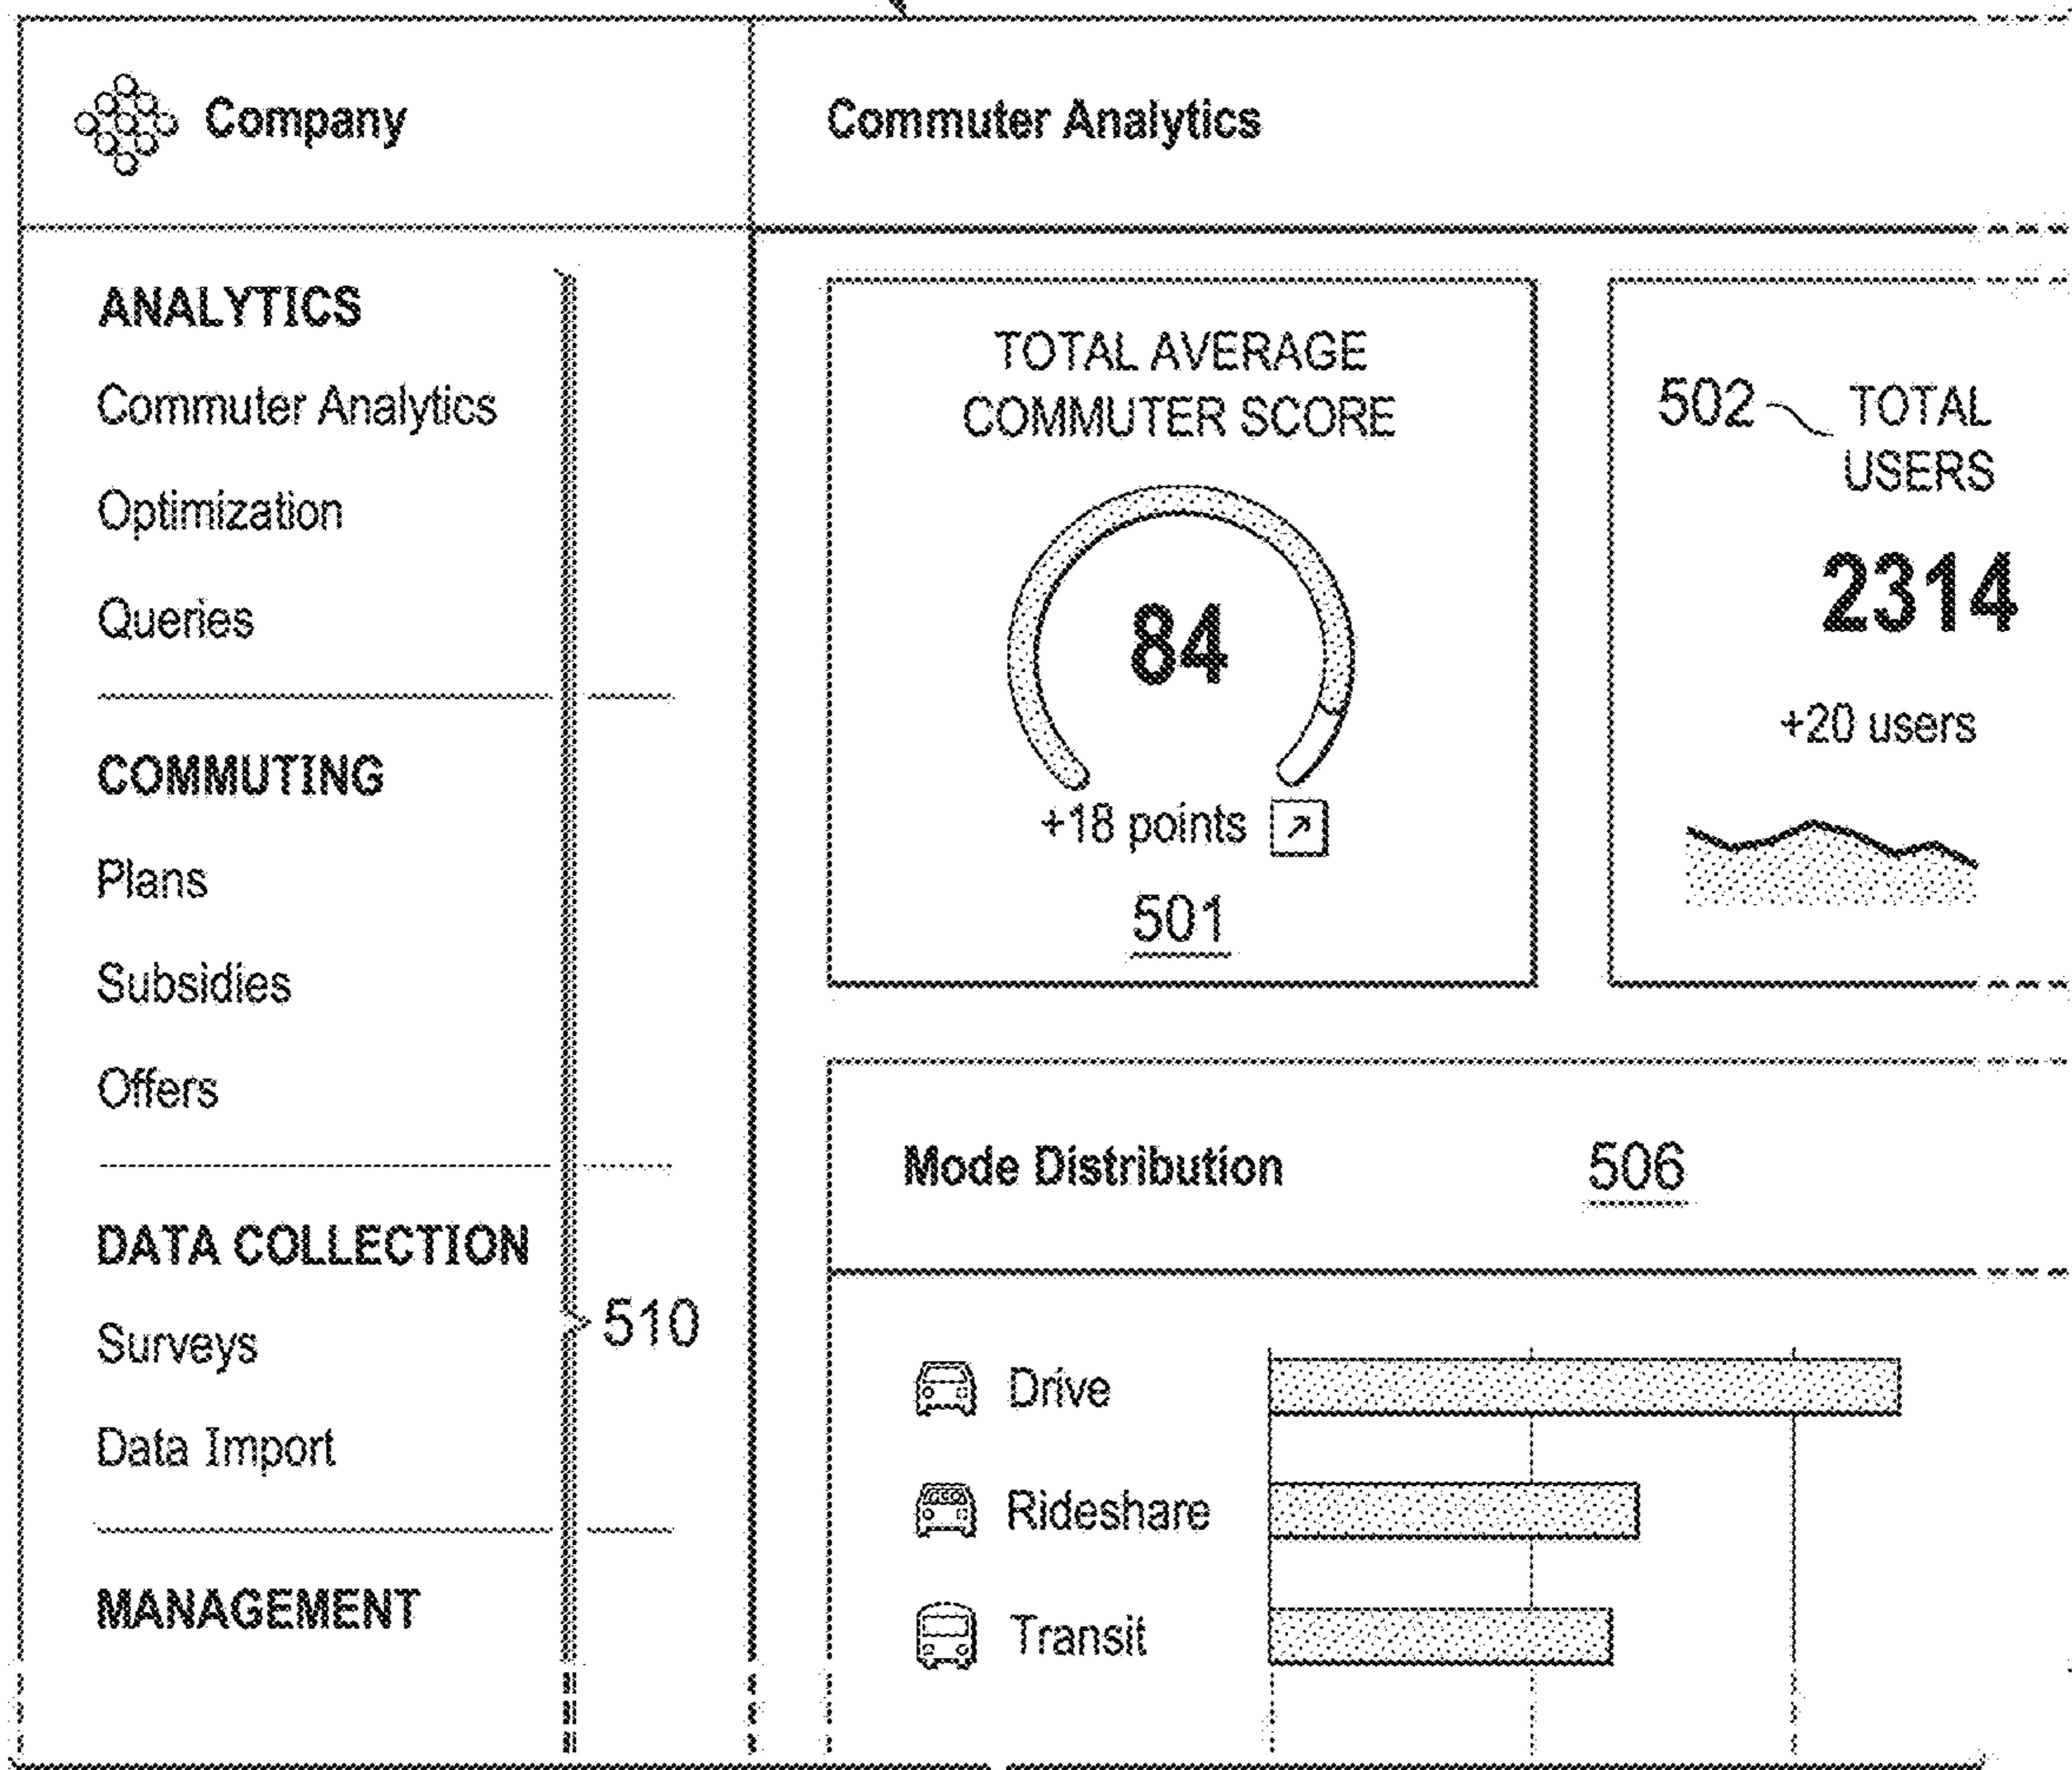 Company
Commuter Analytics
ANALYTICS
Commuter Analytics
Optimization
Queries
COMMUTING
Plans
Subsidies
Offers
DATA COLLECTION
Surveys
510
Data Import
MANAGEMENT
TOTAL AVERAGE
COMMUTER SCORE
84
+18 points
501
502
TOTAL
USERS
2314
+20 users
Mode Distribution
506
Drive
Rideshare
Transit